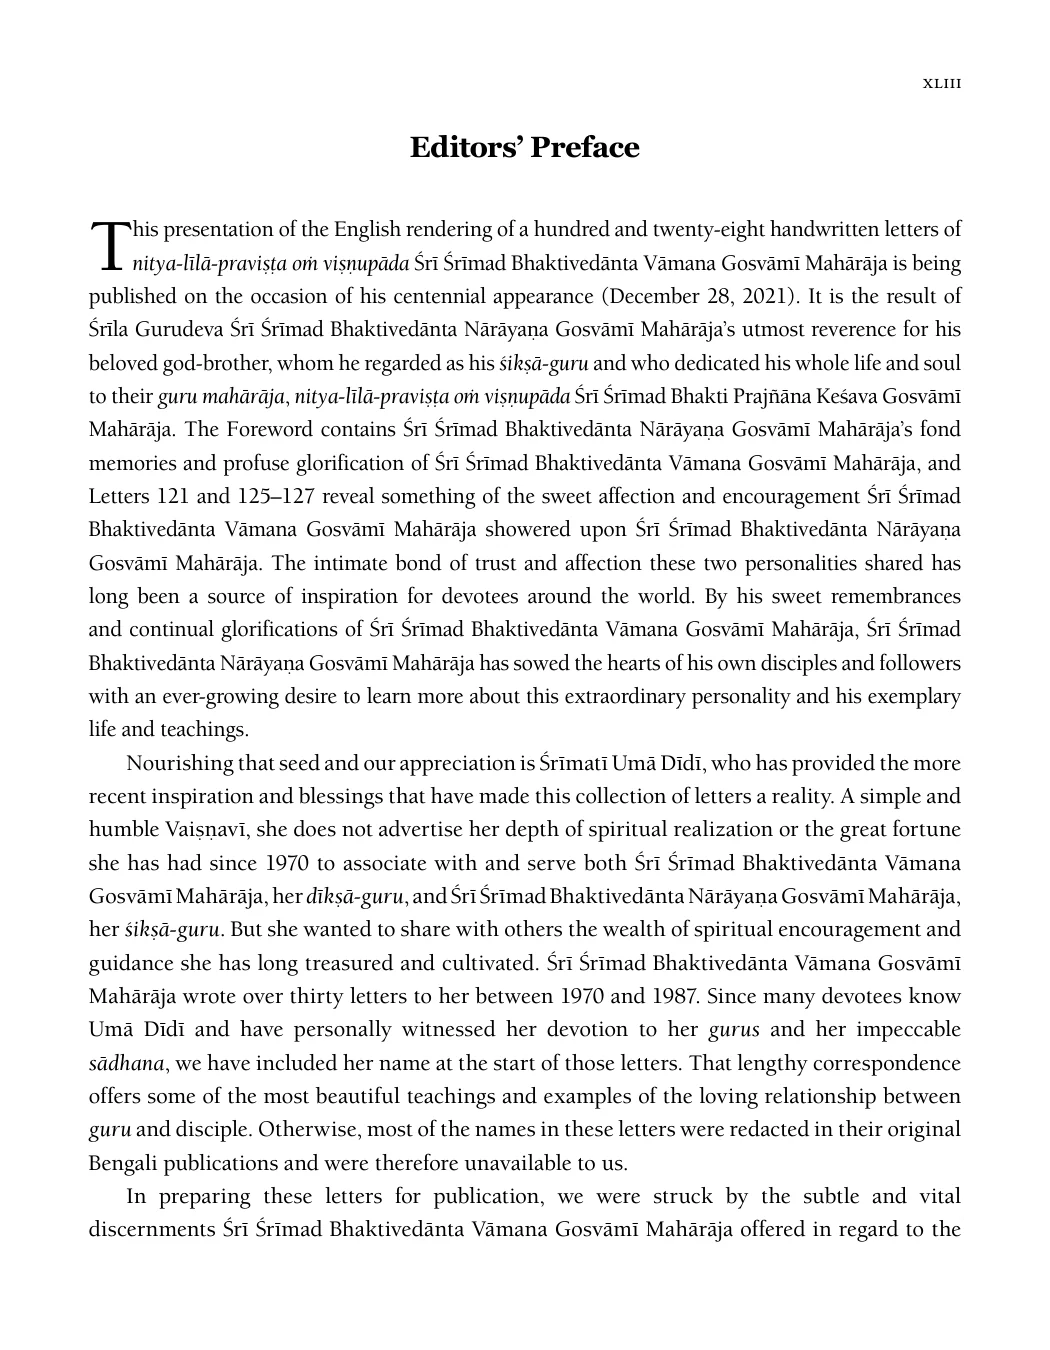 XLIII
Editors’ Preface
This presentation of the English rendering of a hundred and twenty-eight handwritten letters of
nitya-līlā-praviṣṭa oṁ viṣṇupāda Śrī Śrīmad Bhaktivedānta Vāmana Gosvāmī Mahārāja is being
published on the occasion of his centennial appearance (December 28, 2021). It is the result of
Śrīla Gurudeva Śrī Śrīmad Bhaktivedānta Nārāyaṇa Gosvāmī Mahārāja’s utmost reverence for his
beloved god-brother, whom he regarded as his śikṣā-guru and who dedicated his whole life and soul
to their guru mahārāja, nitya-līlā-praviṣṭa oṁ viṣṇupāda Śrī Śrīmad Bhakti Prajñāna Keśava Gosvāmī
Mahārāja. The Foreword contains Śrī Śrīmad Bhaktivedānta Nārāyaṇa Gosvāmī Mahārāja’s fond
memories and profuse glorification of Śrī Śrīmad Bhaktivedānta Vāmana Gosvāmī Mahārāja, and
Letters 121 and 125–127 reveal something of the sweet affection and encouragement Śrī Śrīmad
Bhaktivedānta Vāmana Gosvāmī Mahārāja showered upon Śrī Śrīmad Bhaktivedānta Nārāyaṇa
Gosvāmī Mahārāja. The intimate bond of trust and affection these two personalities shared has
long been a source of inspiration for devotees around the world. By his sweet remembrances
and continual glorifications of Śrī Śrīmad Bhaktivedānta Vāmana Gosvāmī Mahārāja, Śrī Śrīmad
Bhaktivedānta Nārāyaṇa Gosvāmī Mahārāja has sowed the hearts of his own disciples and followers
with an ever-growing desire to learn more about this extraordinary personality and his exemplary
life and teachings.
Nourishing that seed and our appreciation is Śrīmatī Umā Dīdī, who has provided the more
recent inspiration and blessings that have made this collection of letters a reality. A simple and
humble Vaiṣṇavī, she does not advertise her depth of spiritual realization or the great fortune
she has had since 1970 to associate with and serve both Śrī Śrīmad Bhaktivedānta Vāmana
Gosvāmī Mahārāja, her dīkṣā-guru, and Śrī Śrīmad Bhaktivedānta Nārāyaṇa Gosvāmī Mahārāja,
her śikṣā-guru. But she wanted to share with others the wealth of spiritual encouragement and
guidance she has long treasured and cultivated. Śrī Śrīmad Bhaktivedānta Vāmana Gosvāmī
Mahārāja wrote over thirty letters to her between 1970 and 1987. Since many devotees know
Umā Dīdī and have personally witnessed her devotion to her gurus and her impeccable
sādhana, we have included her name at the start of those letters. That lengthy correspondence
offers some of the most beautiful teachings and examples of the loving relationship between
guru and disciple. Otherwise, most of the names in these letters were redacted in their original
Bengali publications and were therefore unavailable to us.
In preparing these letters for publication, we were struck by the subtle and vital
discernments Śrī Śrīmad Bhaktivedānta Vāmana Gosvāmī Mahārāja offered in regard to the